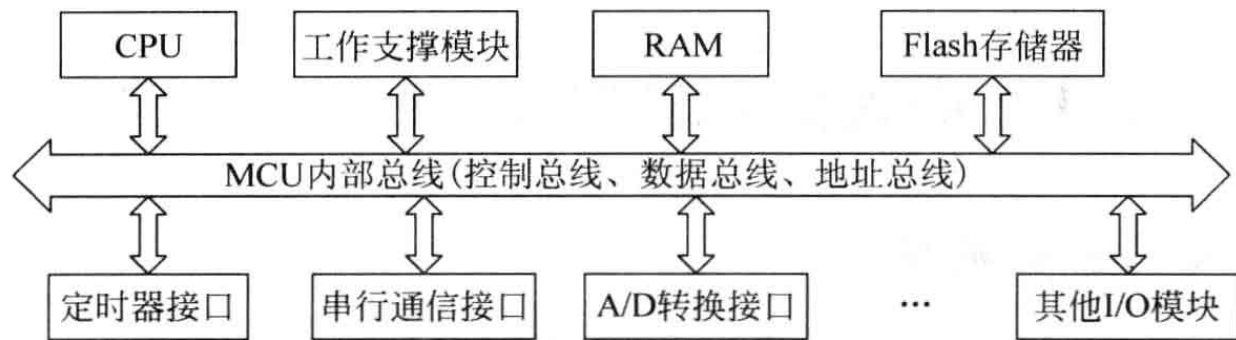 CPU
工作支撑模块
RAM
Flash存储器
MCU内部总线(控制总线、数据总线、地址总线)
定时器接口
串行通信接口
A/D转换接口
…
其他I/O模块